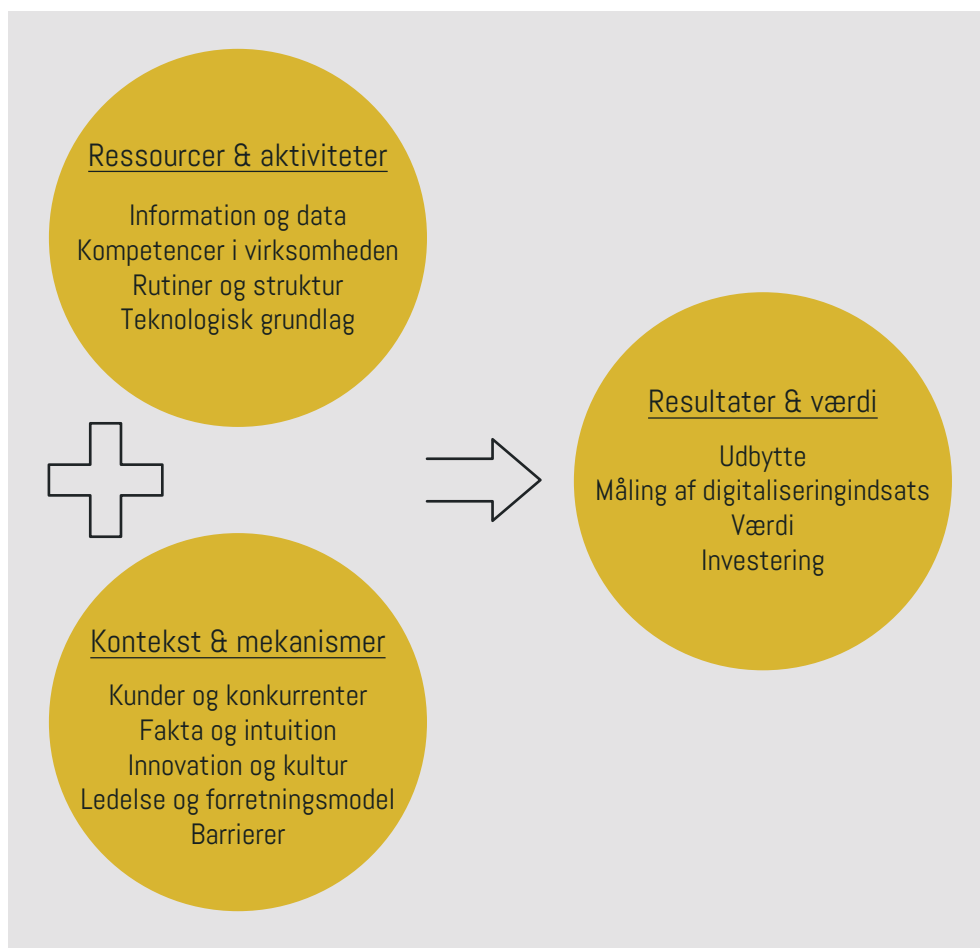 Ressourcer & aktiviteter
Information og data
Kompetencer i virksomheden
Rutiner og struktur
Teknologisk grundlag
Kontekst & mekanismer
Kunder og konkurrenter
Fakta og intuition
Innovation og kultur
Ledelse og forretningsmodel
Barrierer
Resultater & værdi
Udbytte
Måling af digitaliseringindsats
Værdi
Investering